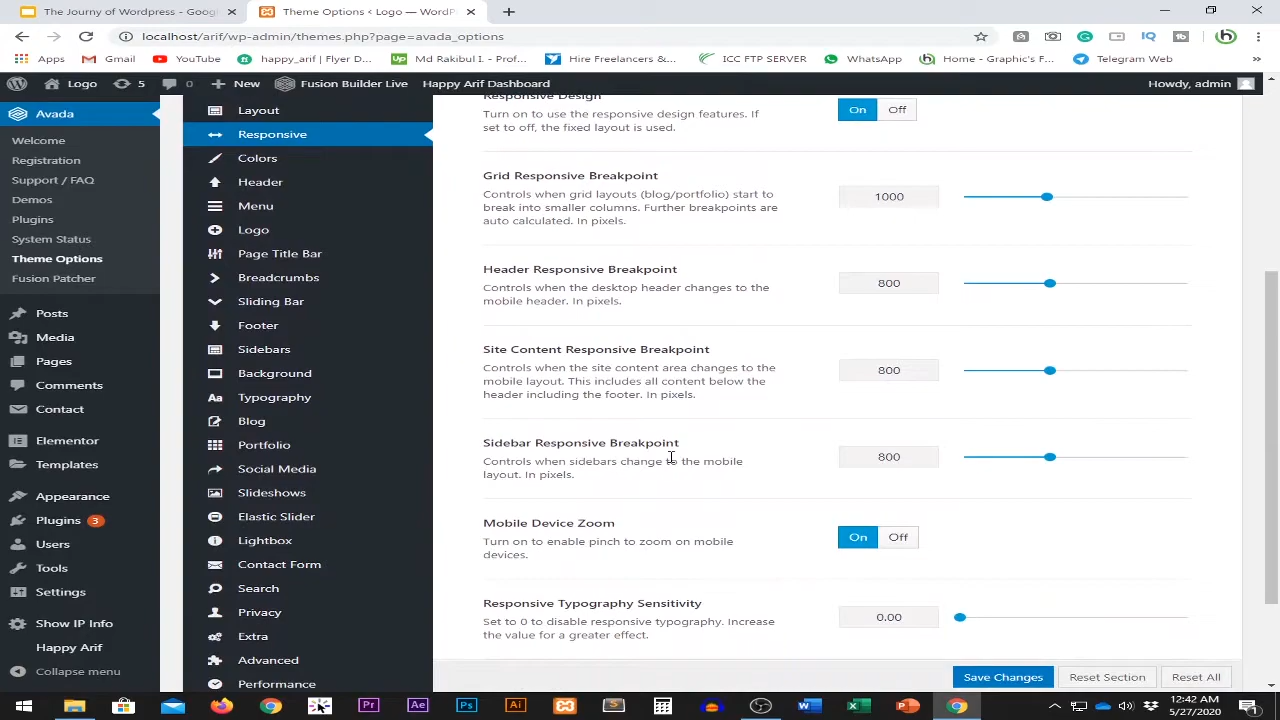 The Journy of Wordpress - Googl
Theme Options < Logo — WordPr
localhost/arif/wp-admin/themes.php?page=avada_options
Apps
Gmail
YouTube
happy_arif | Flyer D...
Md Rakibul I. - Prof...
Hire Freelancers &...
ICC FTP SERVER
WhatsApp
Home - Graphic's F...
Telegram Web
»
Logo
5
0
New
Fusion Builder Live
Happy Arif Dashboard
Howdy, admin
Avada
Welcome
Registration
Support / FAQ
Demos
Plugins
System Status
Theme Options
Fusion Patcher
Posts
Media
Pages
Comments
Contact
Elementor
Templates
Appearance
Plugins 3
Users
Tools
Settings
Show IP Info
Happy Arif
Collapse menu
Layout
Responsive
Colors
Header
Menu
Logo
Page Title Bar
Breadcrumbs
Sliding Bar
Footer
Sidebars
Background
Typography
Blog
Portfolio
Social Media
Slideshows
Elastic Slider
Lightbox
Contact Form
Search
Privacy
Extra
Advanced
Performance
Responsive Design
Turn on to use the responsive design features. If
set to off, the fixed layout is used.
On Off
Grid Responsive Breakpoint
Controls when grid layouts (blog/portfolio) start to
break into smaller columns. Further breakpoints are
auto calculated. In pixels.
1000
Header Responsive Breakpoint
Controls when the desktop header changes to the
mobile header. In pixels.
800
Site Content Responsive Breakpoint
Controls when the site content area changes to the
mobile layout. This includes all content below the
header including the footer. In pixels.
800
Sidebar Responsive Breakpoint
Controls when sidebars change to the mobile
layout. In pixels.
800
Mobile Device Zoom
Turn on to enable pinch to zoom on mobile
devices.
On Off
Responsive Typography Sensitivity
Set to 0 to disable responsive typography. Increase
the value for a greater effect.
0.00
Save Changes
Reset Section
Reset All
Pr
Ae
Ps
Ai
12:42 AM
5/27/2020